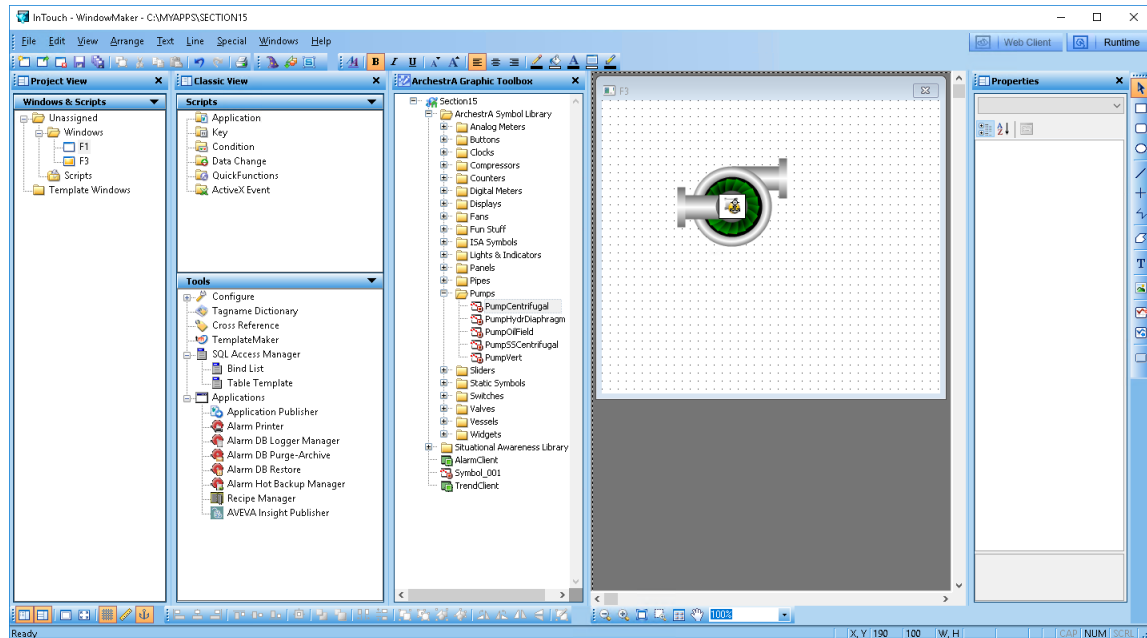 InTouch - WindowMaker - C:\MYAPPS\SECTION15
File Edit View Arrange Text Line Special Windows Help
Web Client
Runtime
Project View
Windows & Scripts
Unassigned
Windows
F1
F3
Scripts
Template Windows
Classic View
Scripts
Application
Key
Condition
Data Change
QuickFunctions
ActiveX Event
Tools
Configure
Tagname Dictionary
Cross Reference
TemplateMaker
SQL Access Manager
Bind List
Table Template
Applications
Application Publisher
Alarm Printer
Alarm DB Logger Manager
Alarm DB Purge-Archive
Alarm DB Restore
Alarm Hot Backup Manager
Recipe Manager
AVEVA Insight Publisher
ArchestrA Graphic Toolbox
Section15
ArchestrA Symbol Library
Analog Meters
Buttons
Clocks
Compressors
Counters
Digital Meters
Displays
Fans
Fun Stuff
ISA Symbols
Lights & Indicators
Panels
Pipes
Pumps
PumpCentrifugal
PumpHydrDiaphragm
PumpOilField
PumpSSCentrifugal
PumpVert
Sliders
Static Symbols
Switches
Valves
Vessels
Widgets
Situational Awareness Library
AlarmClient
Symbol_001
TrendClient
F3
Properties
100%
Ready
X, Y 190 100 W, H
CAP NUM SCRL